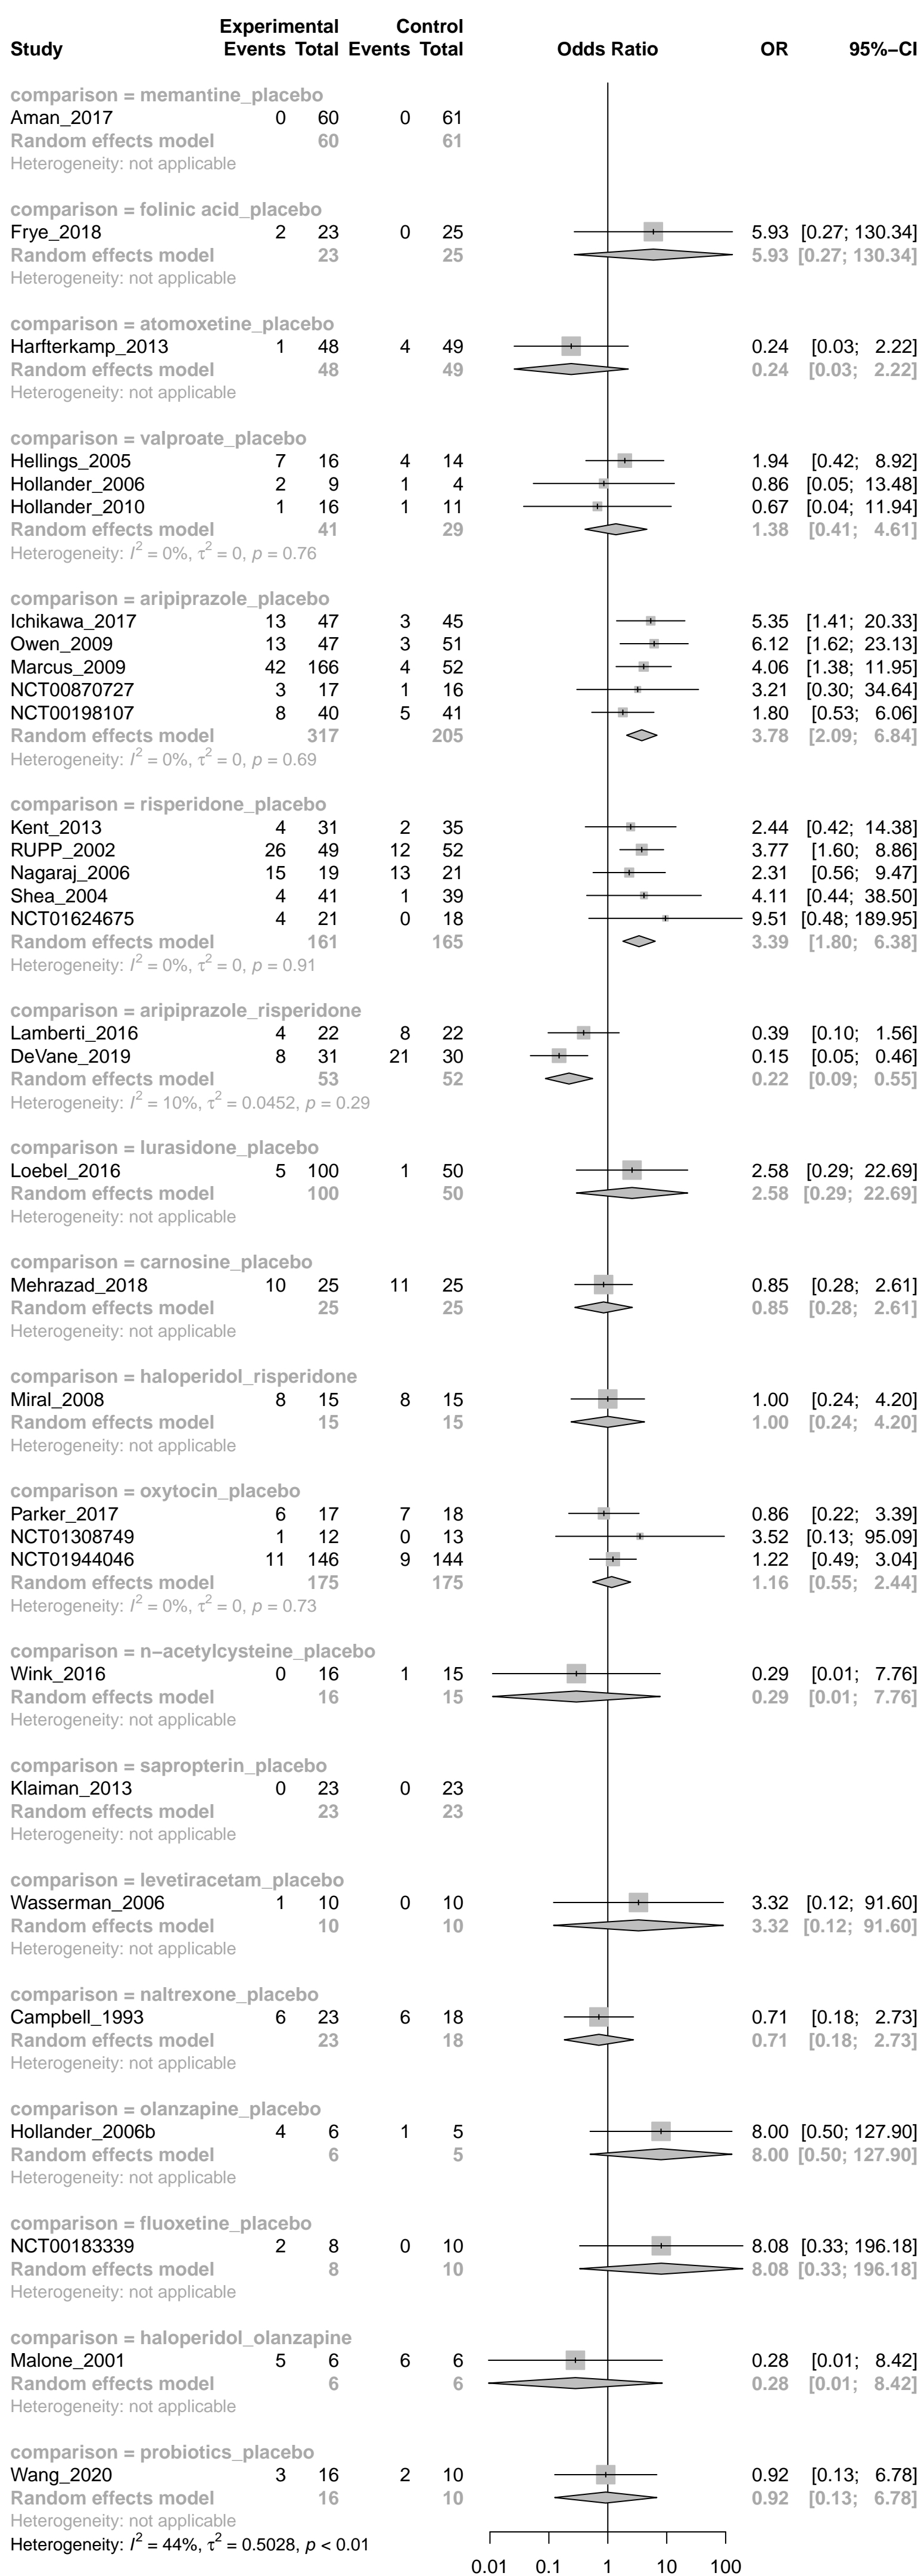 Experimental Control
Study Events Total Events Total Odds Ratio OR 95%−CI
comparison = memantine_placebo
Aman_2017 0 60 0 61
Random effects model 60 61
Heterogeneity: not applicable
comparison = folinic acid_placebo
Frye_2018 2 23 0 25 5.93 [0.27; 130.34]
Random effects model 23 25 5.93 [0.27; 130.34]
Heterogeneity: not applicable
comparison = atomoxetine_placebo
Harfterkamp_2013 1 48 4 49 0.24 [0.03; 2.22]
Random effects model 48 49 0.24 [0.03; 2.22]
Heterogeneity: not applicable
comparison = valproate_placebo
Hellings_2005 7 16 4 14 1.94 [0.42; 8.92]
Hollander_2006 2 9 1 4 0.86 [0.05; 13.48]
Hollander_2010 1 16 1 11 0.67 [0.04; 11.94]
Random effects model 41 29 1.38 [0.41; 4.61]
Heterogeneity: I² = 0%, τ² = 0, p = 0.76
comparison = aripiprazole_placebo
Ichikawa_2017 13 47 3 45 5.35 [1.41; 20.33]
Owen_2009 13 47 3 51 6.12 [1.62; 23.13]
Marcus_2009 42 166 4 52 4.06 [1.38; 11.95]
NCT00870727 3 17 1 16 3.21 [0.30; 34.64]
NCT00198107 8 40 5 41 1.80 [0.53; 6.06]
Random effects model 317 205 3.78 [2.09; 6.84]
Heterogeneity: I² = 0%, τ² = 0, p = 0.69
comparison = risperidone_placebo
Kent_2013 4 31 2 35 2.44 [0.42; 14.38]
RUPP_2002 26 49 12 52 3.77 [1.60; 8.86]
Nagaraj_2006 15 19 13 21 2.31 [0.56; 9.47]
Shea_2004 4 41 1 39 4.11 [0.44; 38.50]
NCT01624675 4 21 0 18 9.51 [0.48; 189.95]
Random effects model 161 165 3.39 [1.80; 6.38]
Heterogeneity: I² = 0%, τ² = 0, p = 0.91
comparison = aripiprazole_risperidone
Lamberti_2016 4 22 8 22 0.39 [0.10; 1.56]
DeVane_2019 8 31 21 30 0.15 [0.05; 0.46]
Random effects model 53 52 0.22 [0.09; 0.55]
Heterogeneity: I² = 10%, τ² = 0.0452, p = 0.29
comparison = lurasidone_placebo
Loebel_2016 5 100 1 50 2.58 [0.29; 22.69]
Random effects model 100 50 2.58 [0.29; 22.69]
Heterogeneity: not applicable
comparison = carnosine_placebo
Mehrazad_2018 10 25 11 25 0.85 [0.28; 2.61]
Random effects model 25 25 0.85 [0.28; 2.61]
Heterogeneity: not applicable
comparison = haloperidol_risperidone
Miral_2008 8 15 8 15 1.00 [0.24; 4.20]
Random effects model 15 15 1.00 [0.24; 4.20]
Heterogeneity: not applicable
comparison = oxytocin_placebo
Parker_2017 6 17 7 18 0.86 [0.22; 3.39]
NCT01308749 1 12 0 13 3.52 [0.13; 95.09]
NCT01944046 11 146 9 144 1.22 [0.49; 3.04]
Random effects model 175 175 1.16 [0.55; 2.44]
Heterogeneity: I² = 0%, τ² = 0, p = 0.73
comparison = n−acetylcysteine_placebo
Wink_2016 0 16 1 15 0.29 [0.01; 7.76]
Random effects model 16 15 0.29 [0.01; 7.76]
Heterogeneity: not applicable
comparison = sapropterin_placebo
Klaiman_2013 0 23 0 23
Random effects model 23 23
Heterogeneity: not applicable
comparison = levetiracetam_placebo
Wasserman_2006 1 10 0 10 3.32 [0.12; 91.60]
Random effects model 10 10 3.32 [0.12; 91.60]
Heterogeneity: not applicable
comparison = naltrexone_placebo
Campbell_1993 6 23 6 18 0.71 [0.18; 2.73]
Random effects model 23 18 0.71 [0.18; 2.73]
Heterogeneity: not applicable
comparison = olanzapine_placebo
Hollander_2006b 4 6 1 5 8.00 [0.50; 127.90]
Random effects model 6 5 8.00 [0.50; 127.90]
Heterogeneity: not applicable
comparison = fluoxetine_placebo
NCT00183339 2 8 0 10 8.08 [0.33; 196.18]
Random effects model 8 10 8.08 [0.33; 196.18]
Heterogeneity: not applicable
comparison = haloperidol_olanzapine
Malone_2001 5 6 6 6 0.28 [0.01; 8.42]
Random effects model 6 6 0.28 [0.01; 8.42]
Heterogeneity: not applicable
comparison = probiotics_placebo
Wang_2020 3 16 2 10 0.92 [0.13; 6.78]
Random effects model 16 10 0.92 [0.13; 6.78]
Heterogeneity: not applicable
Heterogeneity: I² = 44%, τ² = 0.5028, p < 0.01
0.01 0.1 1 10 100